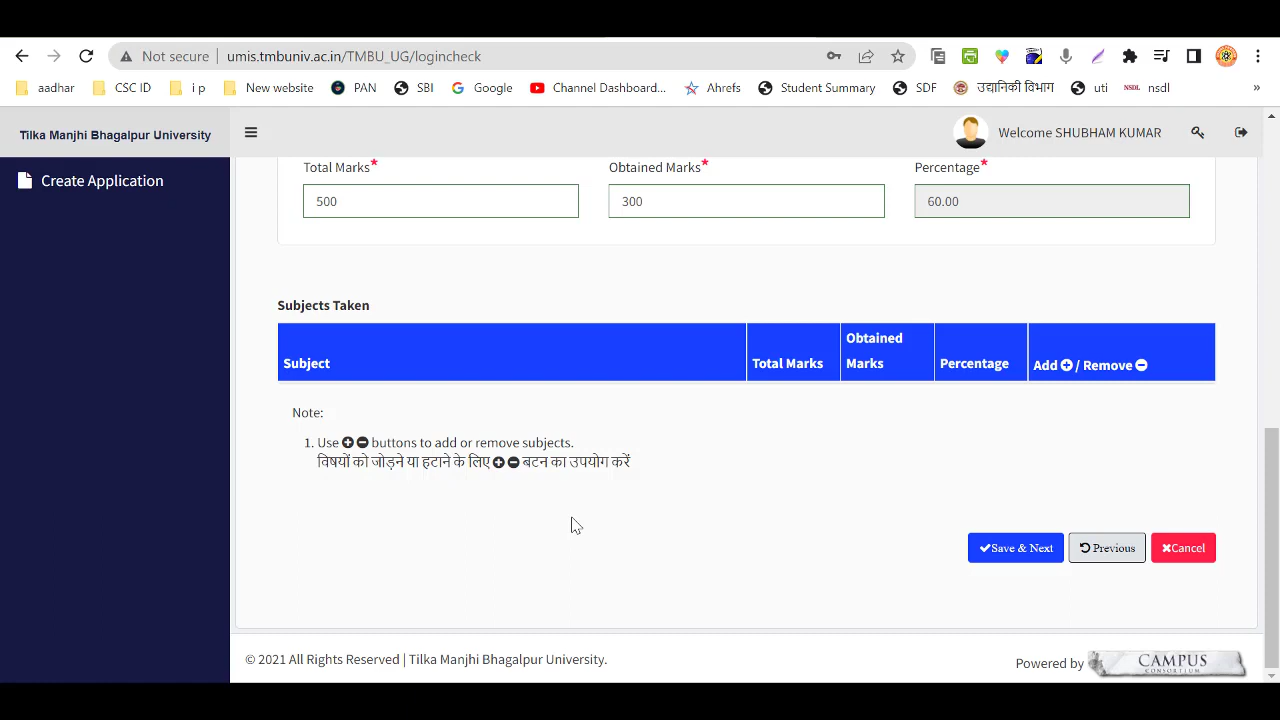 Not secure
umis.tmbuniv.ac.in/TMBU_UG/logincheck
aadhar
CSC ID
i p
New website
PAN
SBI
Google
Channel Dashboard...
Ahrefs
Student Summary
SDF
उद्यानिकी विभाग
uti
NSDL
nsdl
»
Tilka Manjhi Bhagalpur University
Welcome SHUBHAM KUMAR
Create Application
Total Marks*
Obtained Marks*
Percentage*
500
300
60.00
Subjects Taken
Subject
Total Marks
Obtained
Marks
Percentage
Add / Remove
Note:
1. Use buttons to add or remove subjects.
विषयों को जोड़ने या हटाने के लिए बटन का उपयोग करें
Save & Next
Previous
Cancel
© 2021 All Rights Reserved | Tilka Manjhi Bhagalpur University.
Powered by
CAMPUS
CONSORTIUM